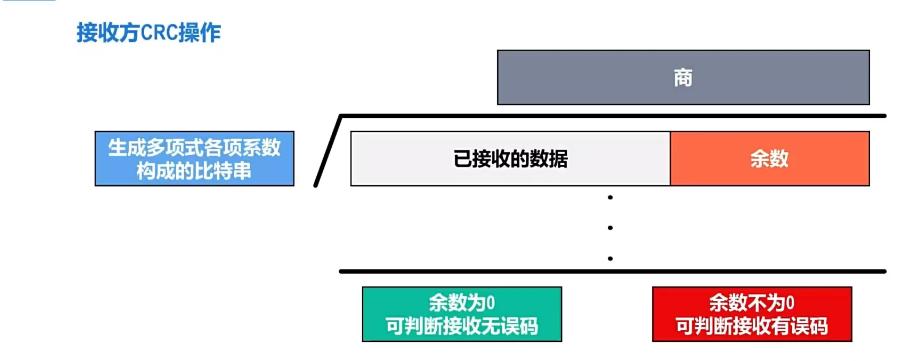 接收方CRC操作
商
生成多项式各项系数
构成的比特串
已接收的数据
余数
余数为0
可判断接收无误码
余数不为0
可判断接收有误码